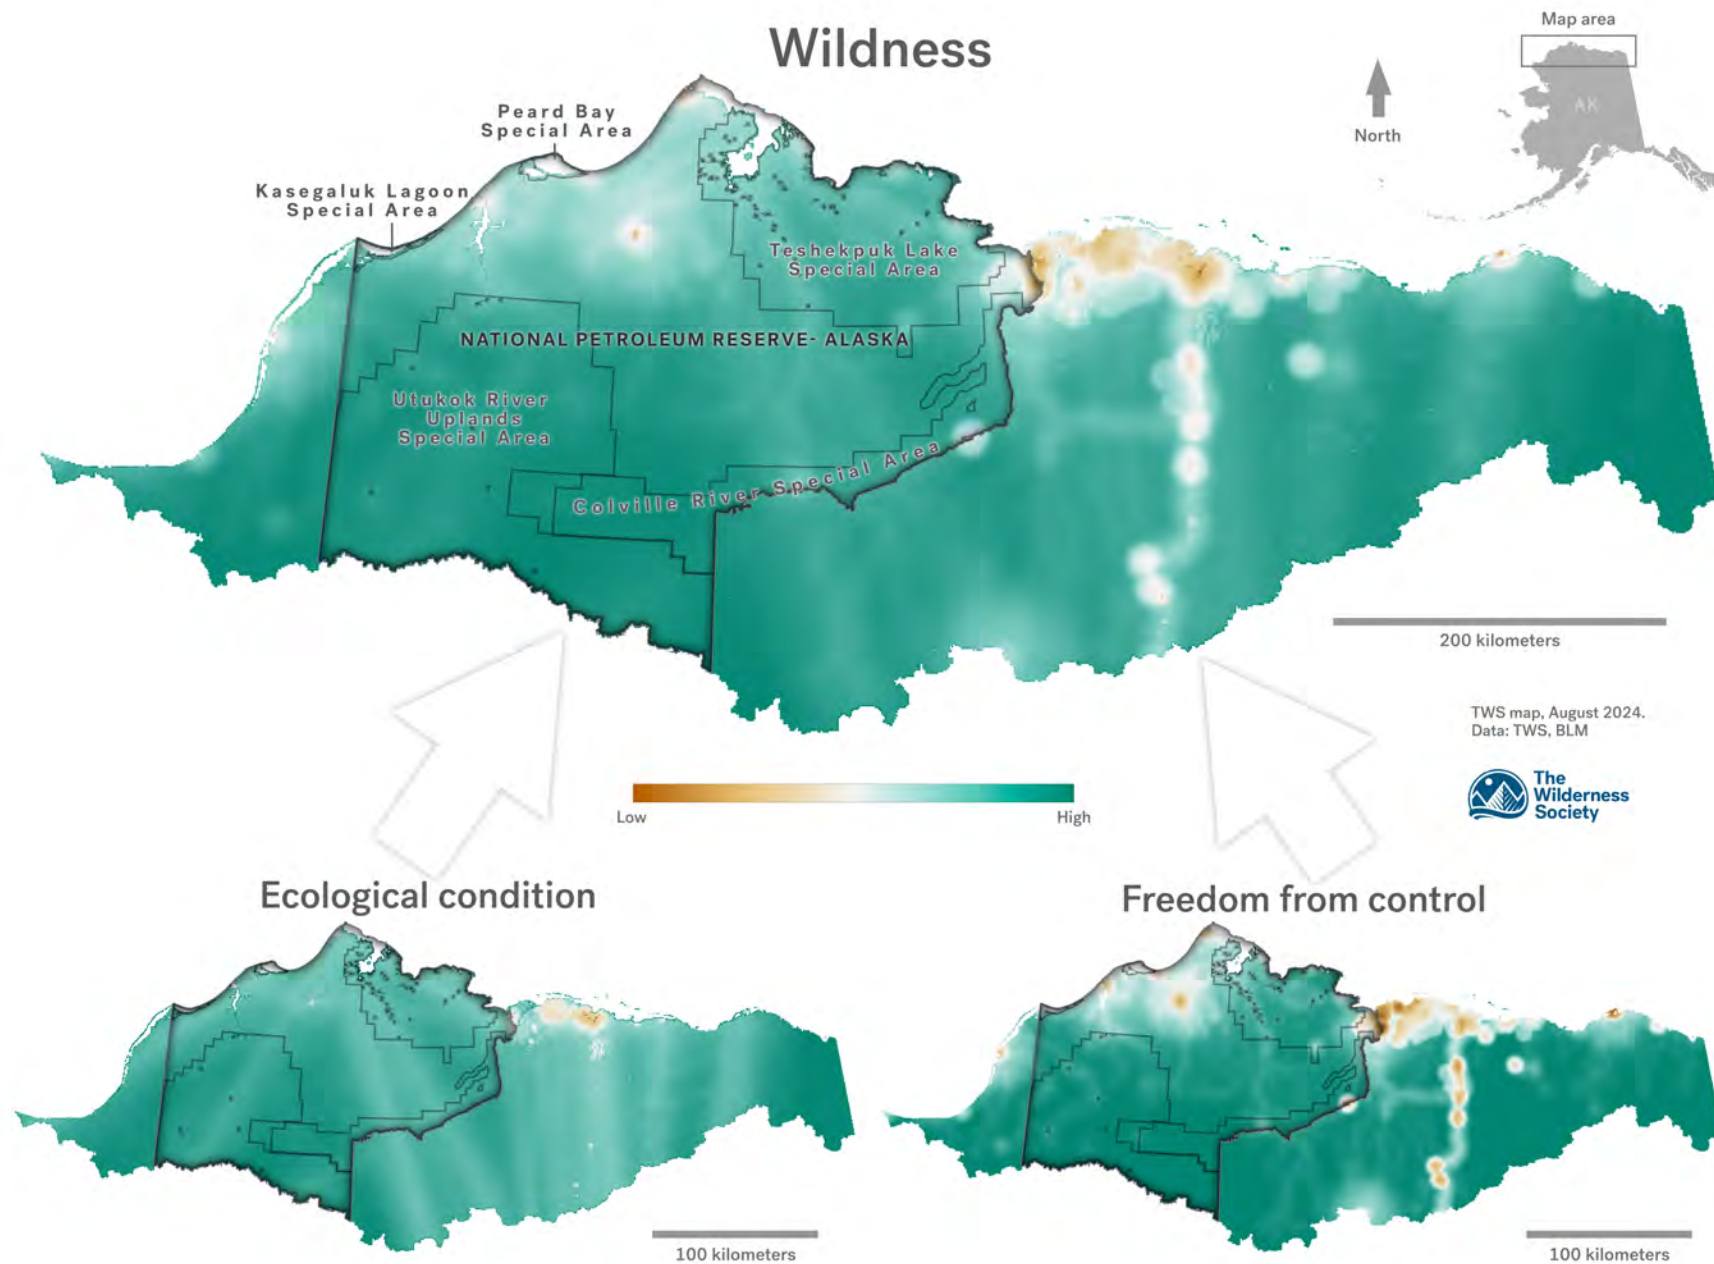 Wildness
Map area
AK
North
Peard Bay
Special Area
Kasegaluk Lagoon
Special Area
Teshekpuk Lake
Special Area
NATIONAL PETROLEUM RESERVE- ALASKA
Utukok River
Uplands
Special Area
Colville River Special Area
200 kilometers
TWS map, August 2024.
Data: TWS, BLM
The
Wilderness
Society
Low
High
Ecological condition
Freedom from control
100 kilometers
100 kilometers